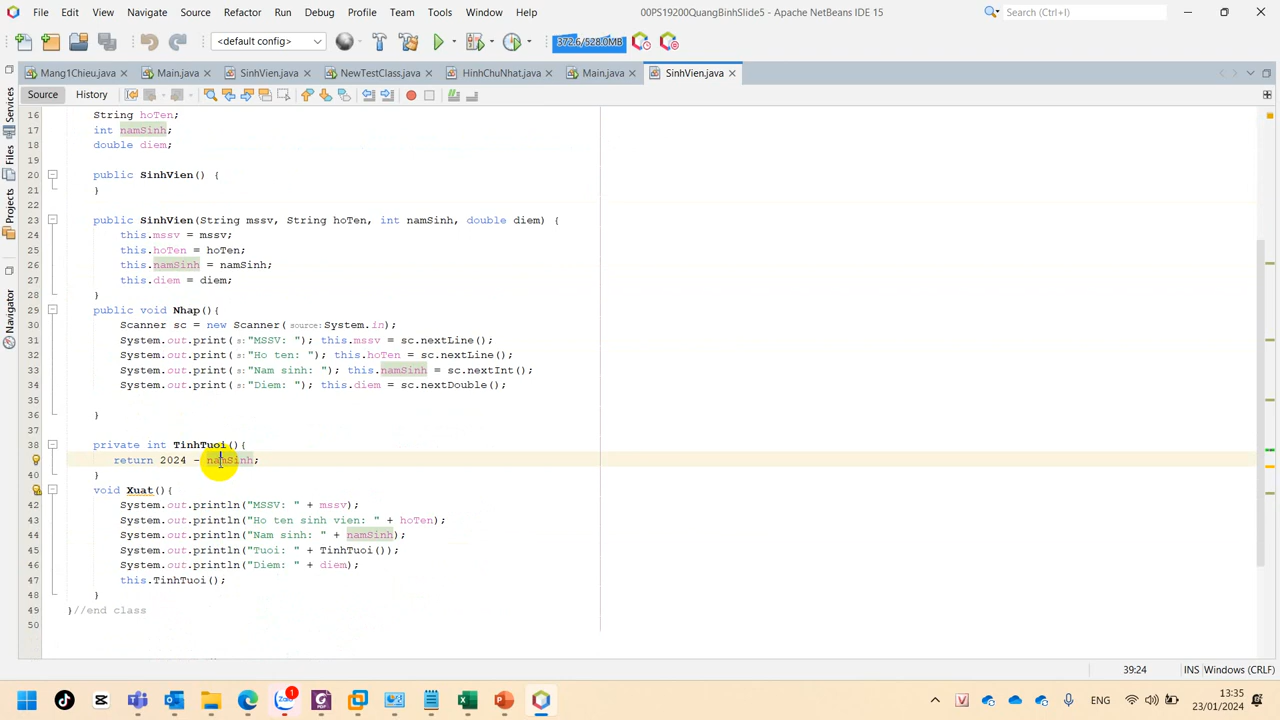 File Edit View Navigate Source Refactor Run Debug Profile Team Tools Window Help 00PS19200QuangBinhSlide5 - Apache NetBeans IDE 15 Search (Ctrl+I)
<default config> 372.6/528.0MB
Mang1Chieu.java Main.java SinhVien.java NewTestClass.java HinhChuNhat.java Main.java SinhVien.java
Source History
Services
Files
Projects
Navigator
16 String hoTen;
17 int namSinh;
18 double diem;
19
20 public SinhVien() {
21 }
22
23 public SinhVien(String mssv, String hoTen, int namSinh, double diem) {
24 this.mssv = mssv;
25 this.hoTen = hoTen;
26 this.namSinh = namSinh;
27 this.diem = diem;
28 }
29 public void Nhap(){
30 Scanner sc = new Scanner(source:System.in);
31 System.out.print(s:"MSSV: "); this.mssv = sc.nextLine();
32 System.out.print(s:"Ho ten: "); this.hoTen = sc.nextLine();
33 System.out.print(s:"Nam sinh: "); this.namSinh = sc.nextInt();
34 System.out.print(s:"Diem: "); this.diem = sc.nextDouble();
35
36 }
37
38 private int TinhTuoi(){
return 2024 - namSinh;
40 }
void Xuat(){
42 System.out.println("MSSV: " + mssv);
43 System.out.println("Ho ten sinh vien: " + hoTen);
44 System.out.println("Nam sinh: " + namSinh);
45 System.out.println("Tuoi: " + TinhTuoi());
46 System.out.println("Diem: " + diem);
47 this.TinhTuoi();
48 }
49 }//end class
50
39:24 INS Windows (CRLF)
1 ENG 13:35
23/01/2024